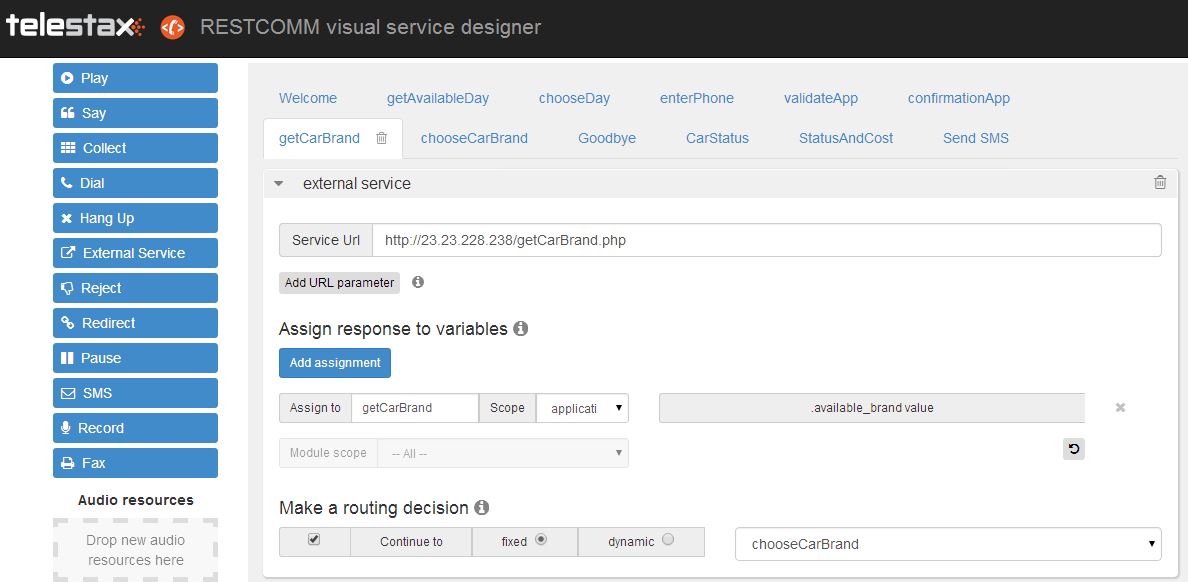 telestax RESTCOMM visual service designer
Play
Say
Collect
Dial
Hang Up
External Service
Reject
Redirect
Pause
SMS
Record
Fax
Audio resources
Drop new audio
resources here
Welcome getAvailableDay chooseDay enterPhone validateApp confirmationApp
getCarBrand chooseCarBrand Goodbye CarStatus StatusAndCost Send SMS
external service
Service Url http://23.23.228.238/getCarBrand.php
Add URL parameter
Assign response to variables
Add assignment
Assign to getCarBrand Scope applicati .available_brand value
Module scope -- All --
Make a routing decision
Continue to fixed dynamic chooseCarBrand